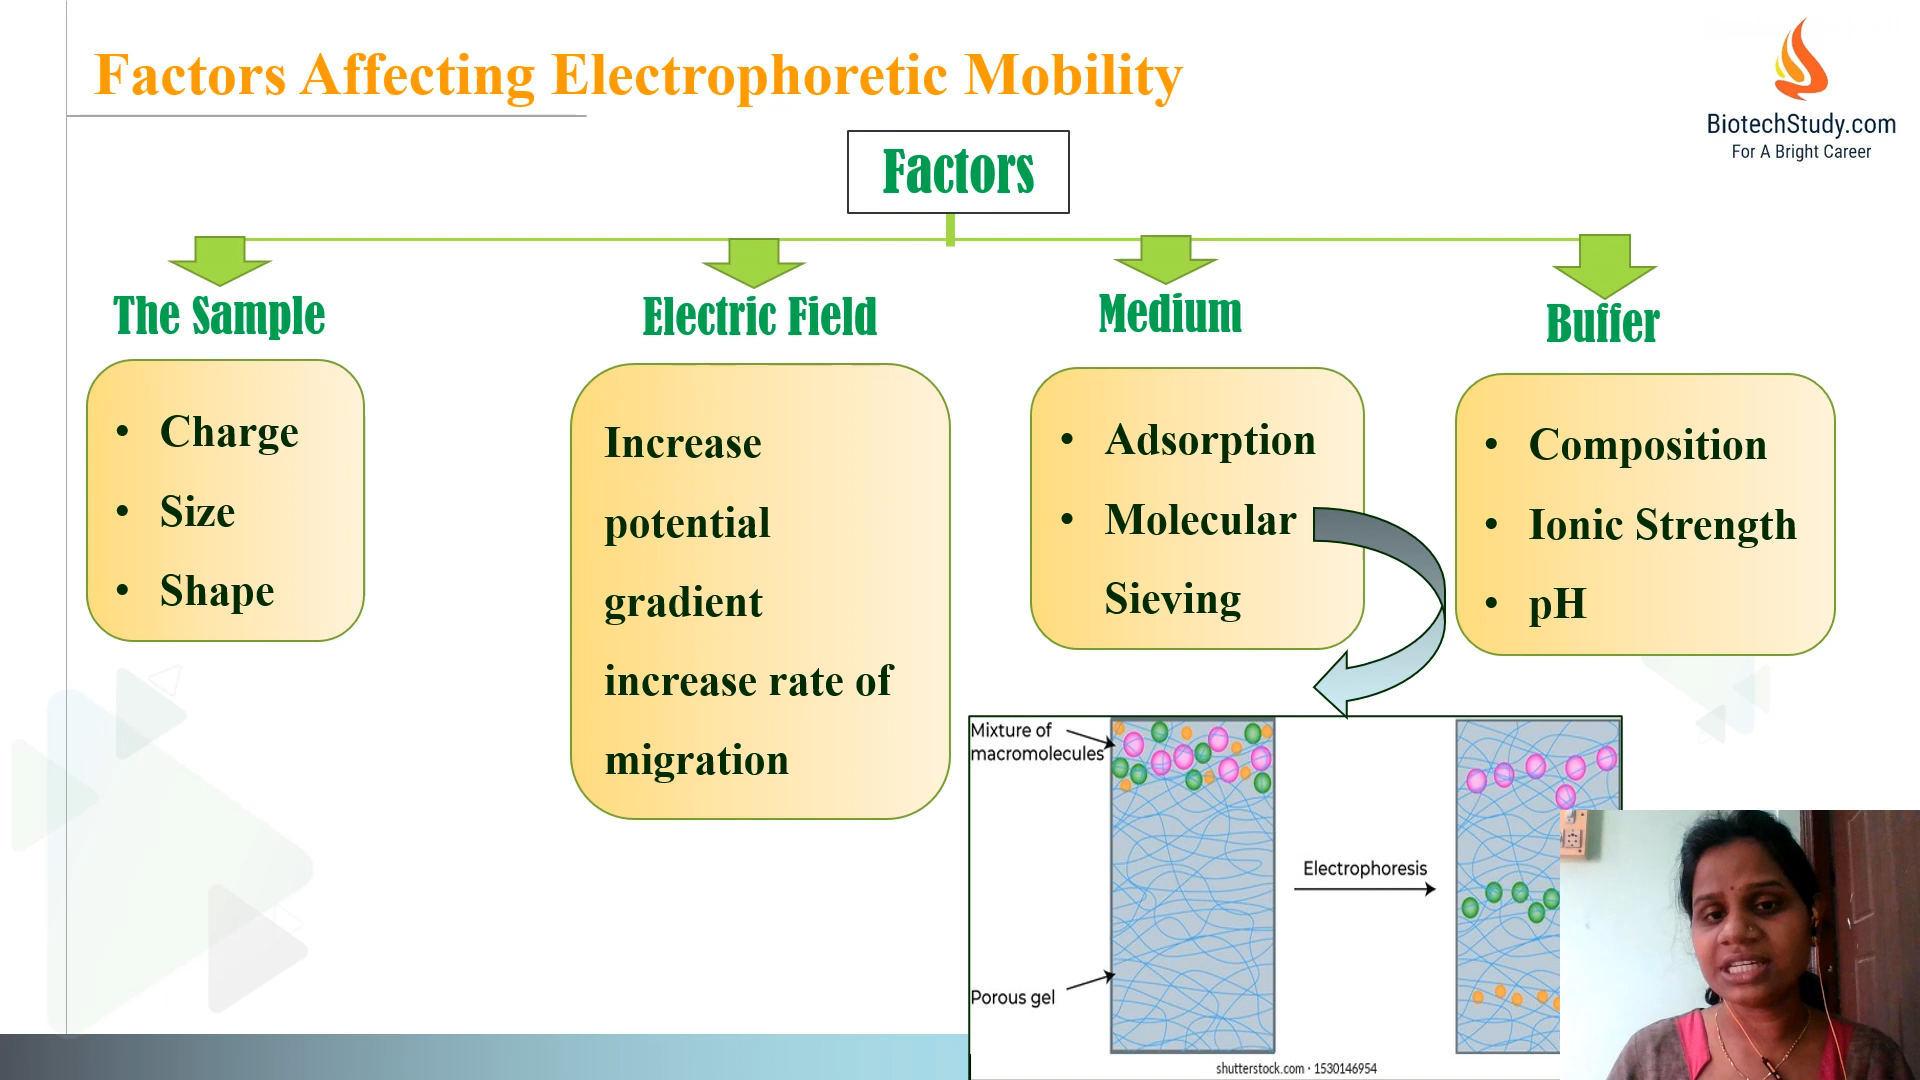 Factors Affecting Electrophoretic Mobility
BiotechStudy.com
For A Bright Career
Factors
The Sample
• Charge
• Size
• Shape
Electric Field
Increase
potential
gradient
increase rate of
migration
Medium
• Adsorption
• Molecular
Sieving
Buffer
• Composition
• Ionic Strength
• pH
Mixture of
macromolecules
Electrophoresis
Porous gel
shutterstock.com · 1530146954